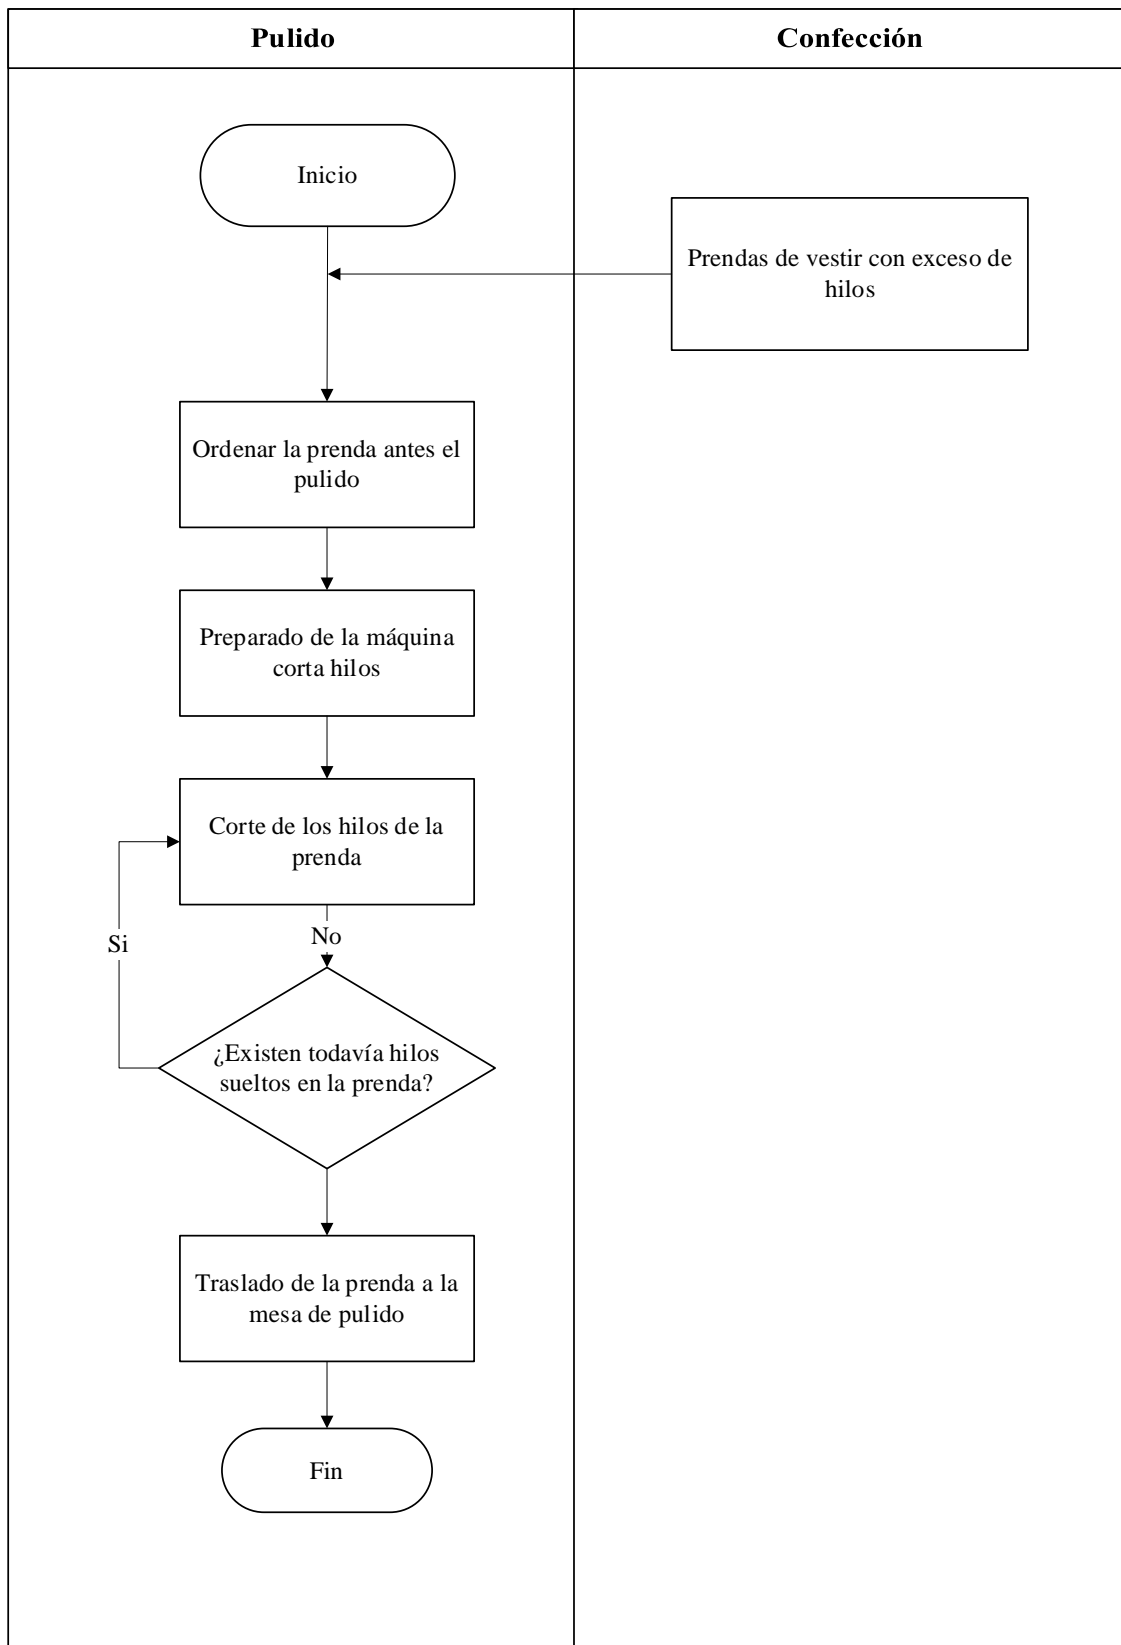 Pulido
Confección
Inicio
Prendas de vestir con exceso de
hilos
Ordenar la prenda antes el
pulido
Preparado de la máquina
corta hilos
Corte de los hilos de la
prenda
Si
No
¿Existen todavía hilos
sueltos en la prenda?
Traslado de la prenda a la
mesa de pulido
Fin